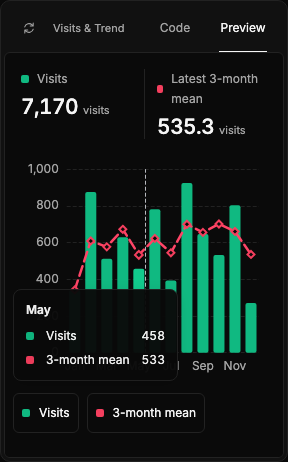 Visits & Trend
Code
Preview
Visits
7,170 visits
Latest 3-month
mean
535.3 visits
1,000
800
600
400
May
Visits 458
3-month mean 533
Sep Nov
Visits
3-month mean